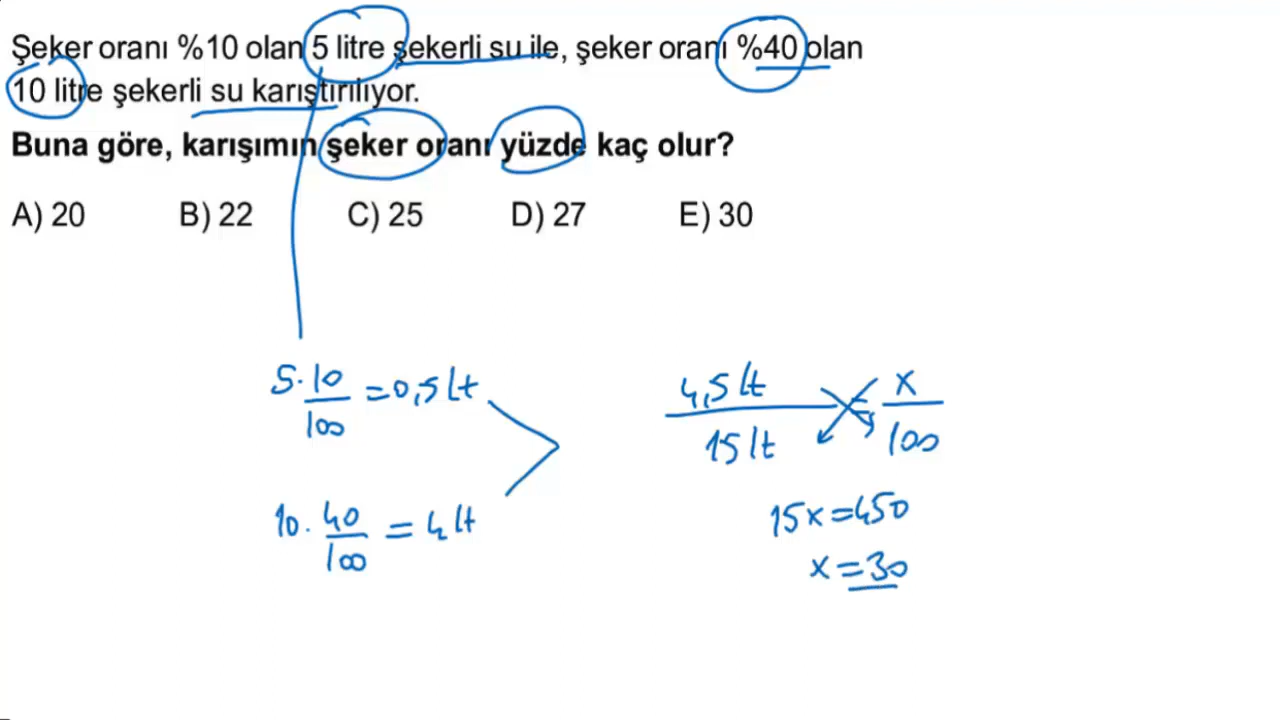 Şeker oranı %10 olan 5 litre şekerli su ile, şeker oranı %40 olan
10 litre şekerli su karıştırılıyor.
Buna göre, karışımın şeker oranı yüzde kaç olur?
A) 20 B) 22 C) 25 D) 27 E) 30
5.10/100 = 0,5 lt
10.40/100 = 4 lt
4,5 lt/15 lt = x/100
15x=450
x=30